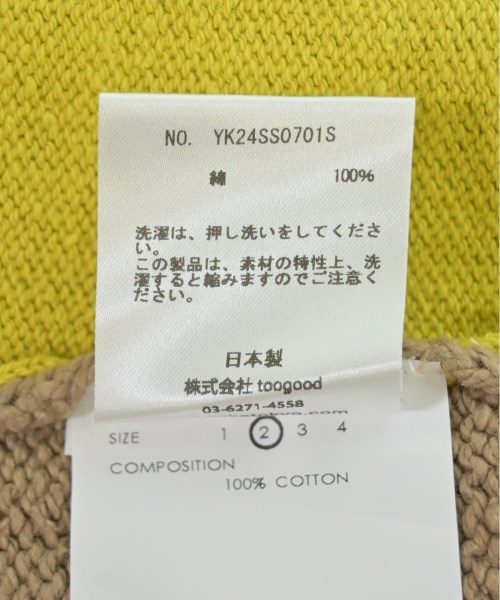 NO. YK24SS0701S
綿 100%
洗濯は、押し洗いをしてくださ
い。
この製品は、素材の特性上、洗
濯すると縮みますのでご注意く
ださい。
日本製
株式会社 toogood
03-6271-4558
SIZE 1 2 3 4
COMPOSITION
100% COTTON